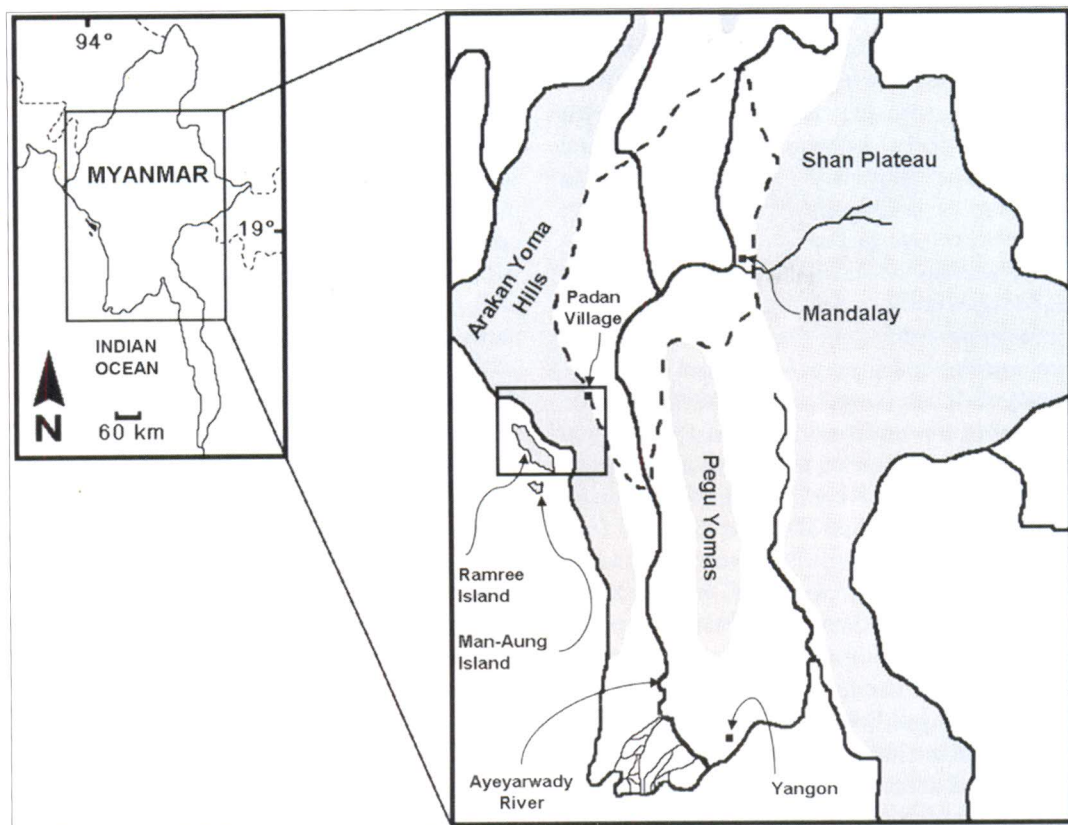 94°
MYANMAR
19°
INDIAN
OCEAN
N
60 km
Shan Plateau
Arakan Yoma
Hills
Padan
Village
Mandalay
Pegu Yomas
Ramree
Island
Man-Aung
Island
Ayeyarwady
River
Yangon